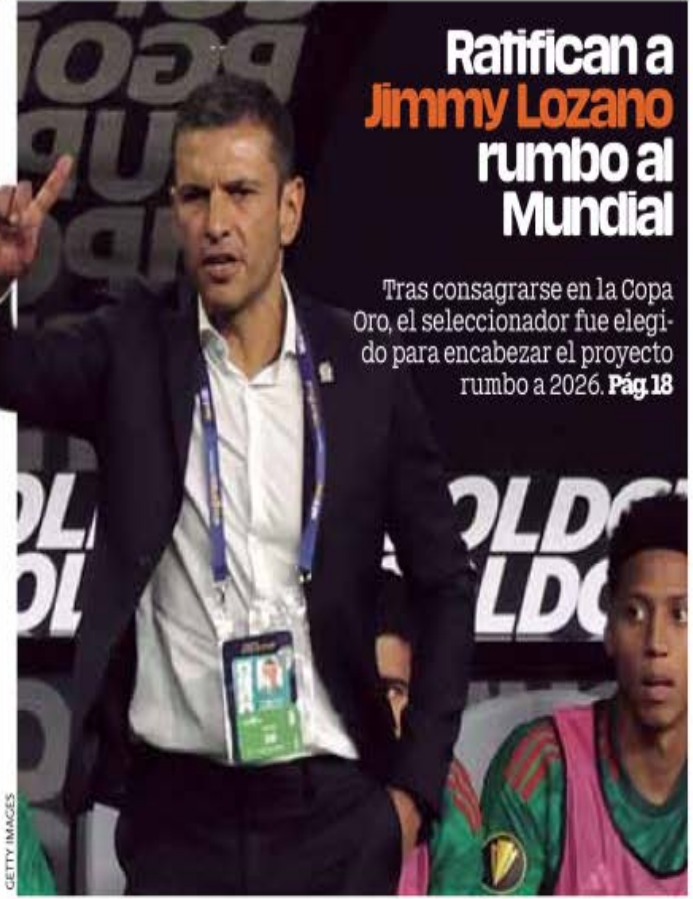 Ratifican a
Jimmy Lozano
rumbo al
Mundial
Tras consagrarse en la Copa
Oro, el seleccionador fue elegi-
do para encabezar el proyecto
rumbo a 2026. Pág. 18
GETTY IMAGES